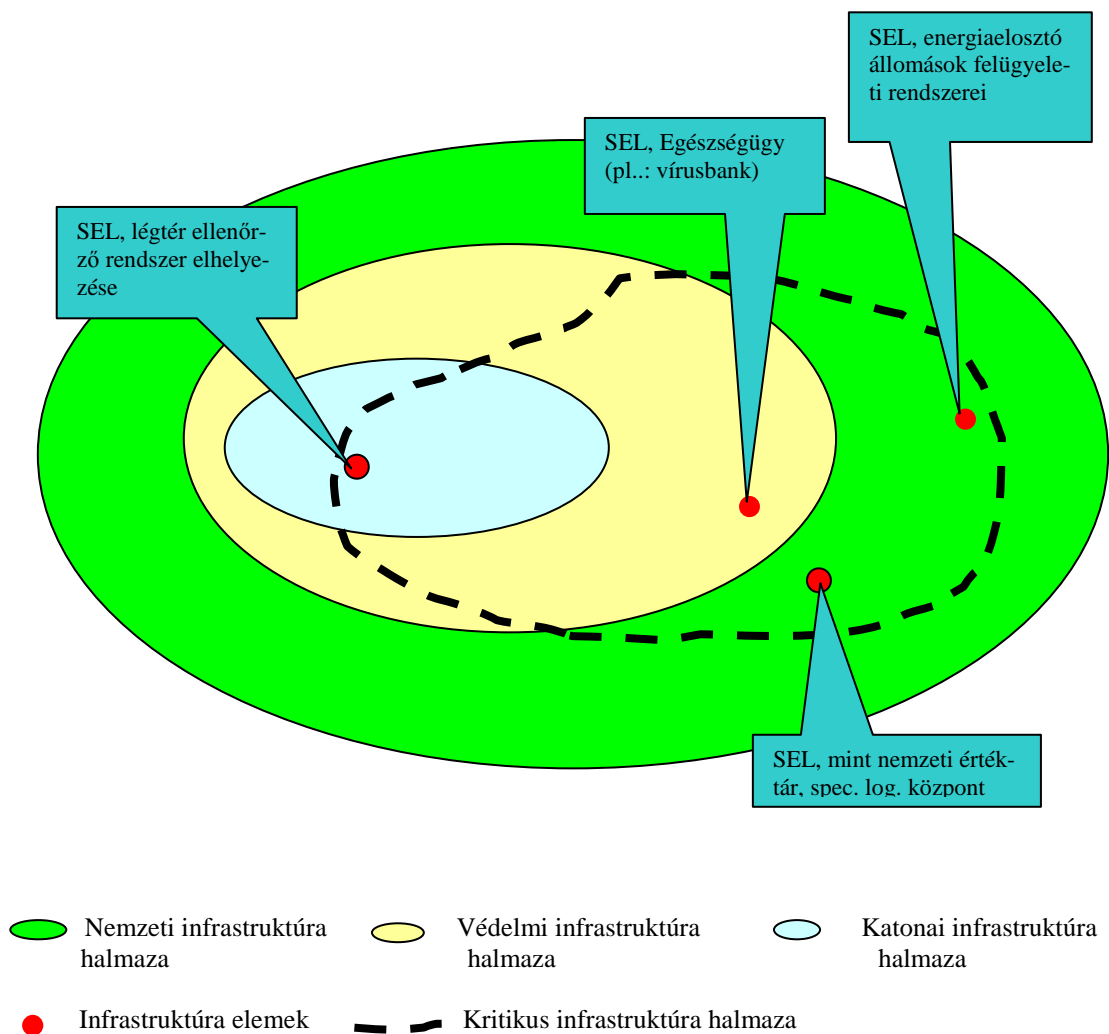 SEL, energiaelosztó
állomások felügyele-
ti rendszerei
SEL, Egészségügy
(pl..: vírusbank)
SEL, légtér ellenőr-
ző rendszer elhelye-
zése
SEL, mint nemzeti érték-
tár, spec. log. központ
Nemzeti infrastruktúra
halmaza
Védelmi infrastruktúra
halmaza
Katonai infrastruktúra
halmaza
Infrastruktúra elemek
Kritikus infrastruktúra halmaza